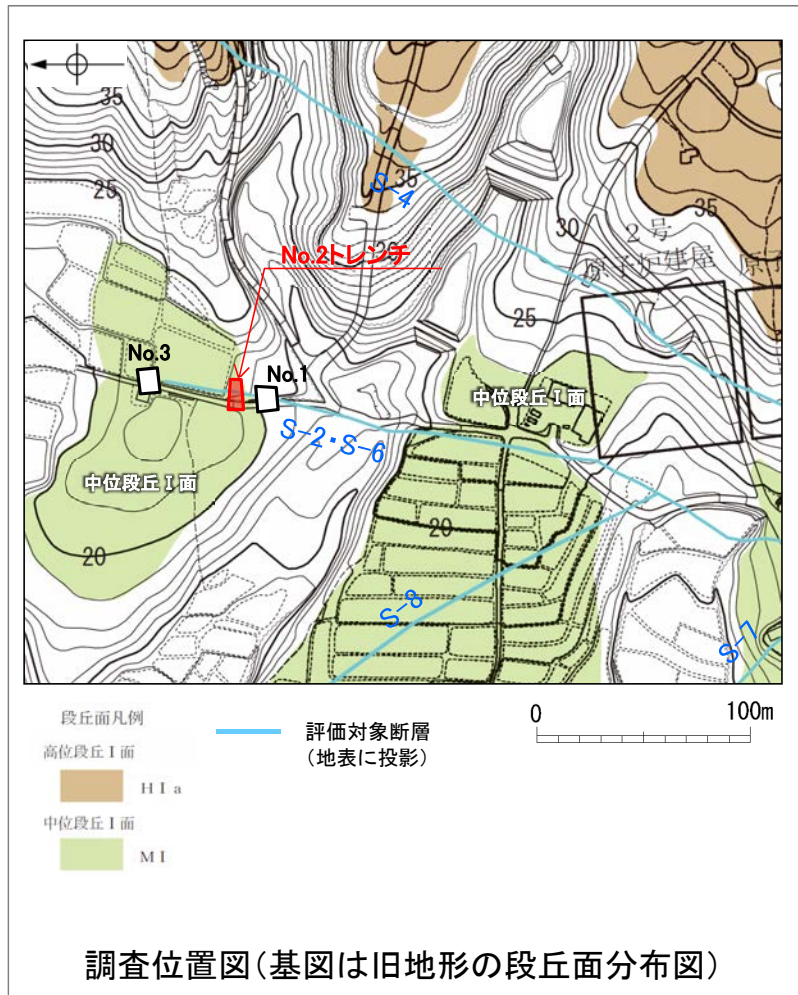 35
30
25
S-4
35
25
30
35
2号
原子炉建屋
原子
No.2トレンチ
25
No.3
No.1
中位段丘Ⅰ面
S-2・S-6
中位段丘Ⅰ面
20
20
S-8
S-7
段丘面凡例
高位段丘Ⅰ面
HⅠa
中位段丘Ⅰ面
MⅠ
評価対象断層
(地表に投影)
0 100m
調査位置図(基図は旧地形の段丘面分布図)